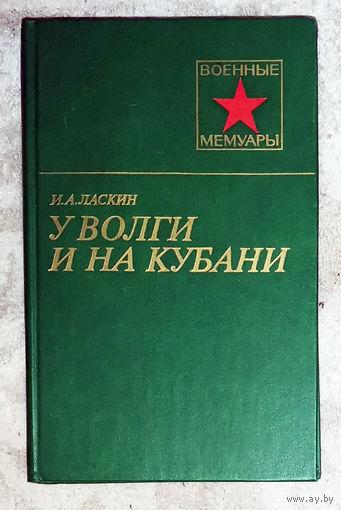 ВОЕННЫЕ
МЕМУАРЫ
И.А.ЛАСКИН
У ВОЛГИ
И НА КУБАНИ
www.ay.by